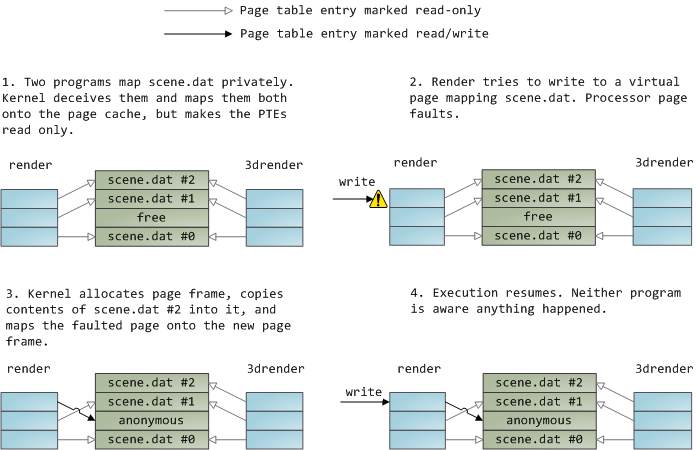 Page table entry marked read-only
Page table entry marked read/write
1. Two programs map scene.dat privately.
Kernel deceives them and maps them both
onto the page cache, but makes the PTEs
read only.
render
3drender
scene.dat #2
scene.dat #1
free
scene.dat #0
2. Render tries to write to a virtual
page mapping scene.dat. Processor page
faults.
render
3drender
write
scene.dat #2
scene.dat #1
free
scene.dat #0
3. Kernel allocates page frame, copies
contents of scene.dat #2 into it, and
maps the faulted page onto the new page
frame.
render
3drender
scene.dat #2
scene.dat #1
anonymous
scene.dat #0
4. Execution resumes. Neither program
is aware anything happened.
render
3drender
write
scene.dat #2
scene.dat #1
anonymous
scene.dat #0